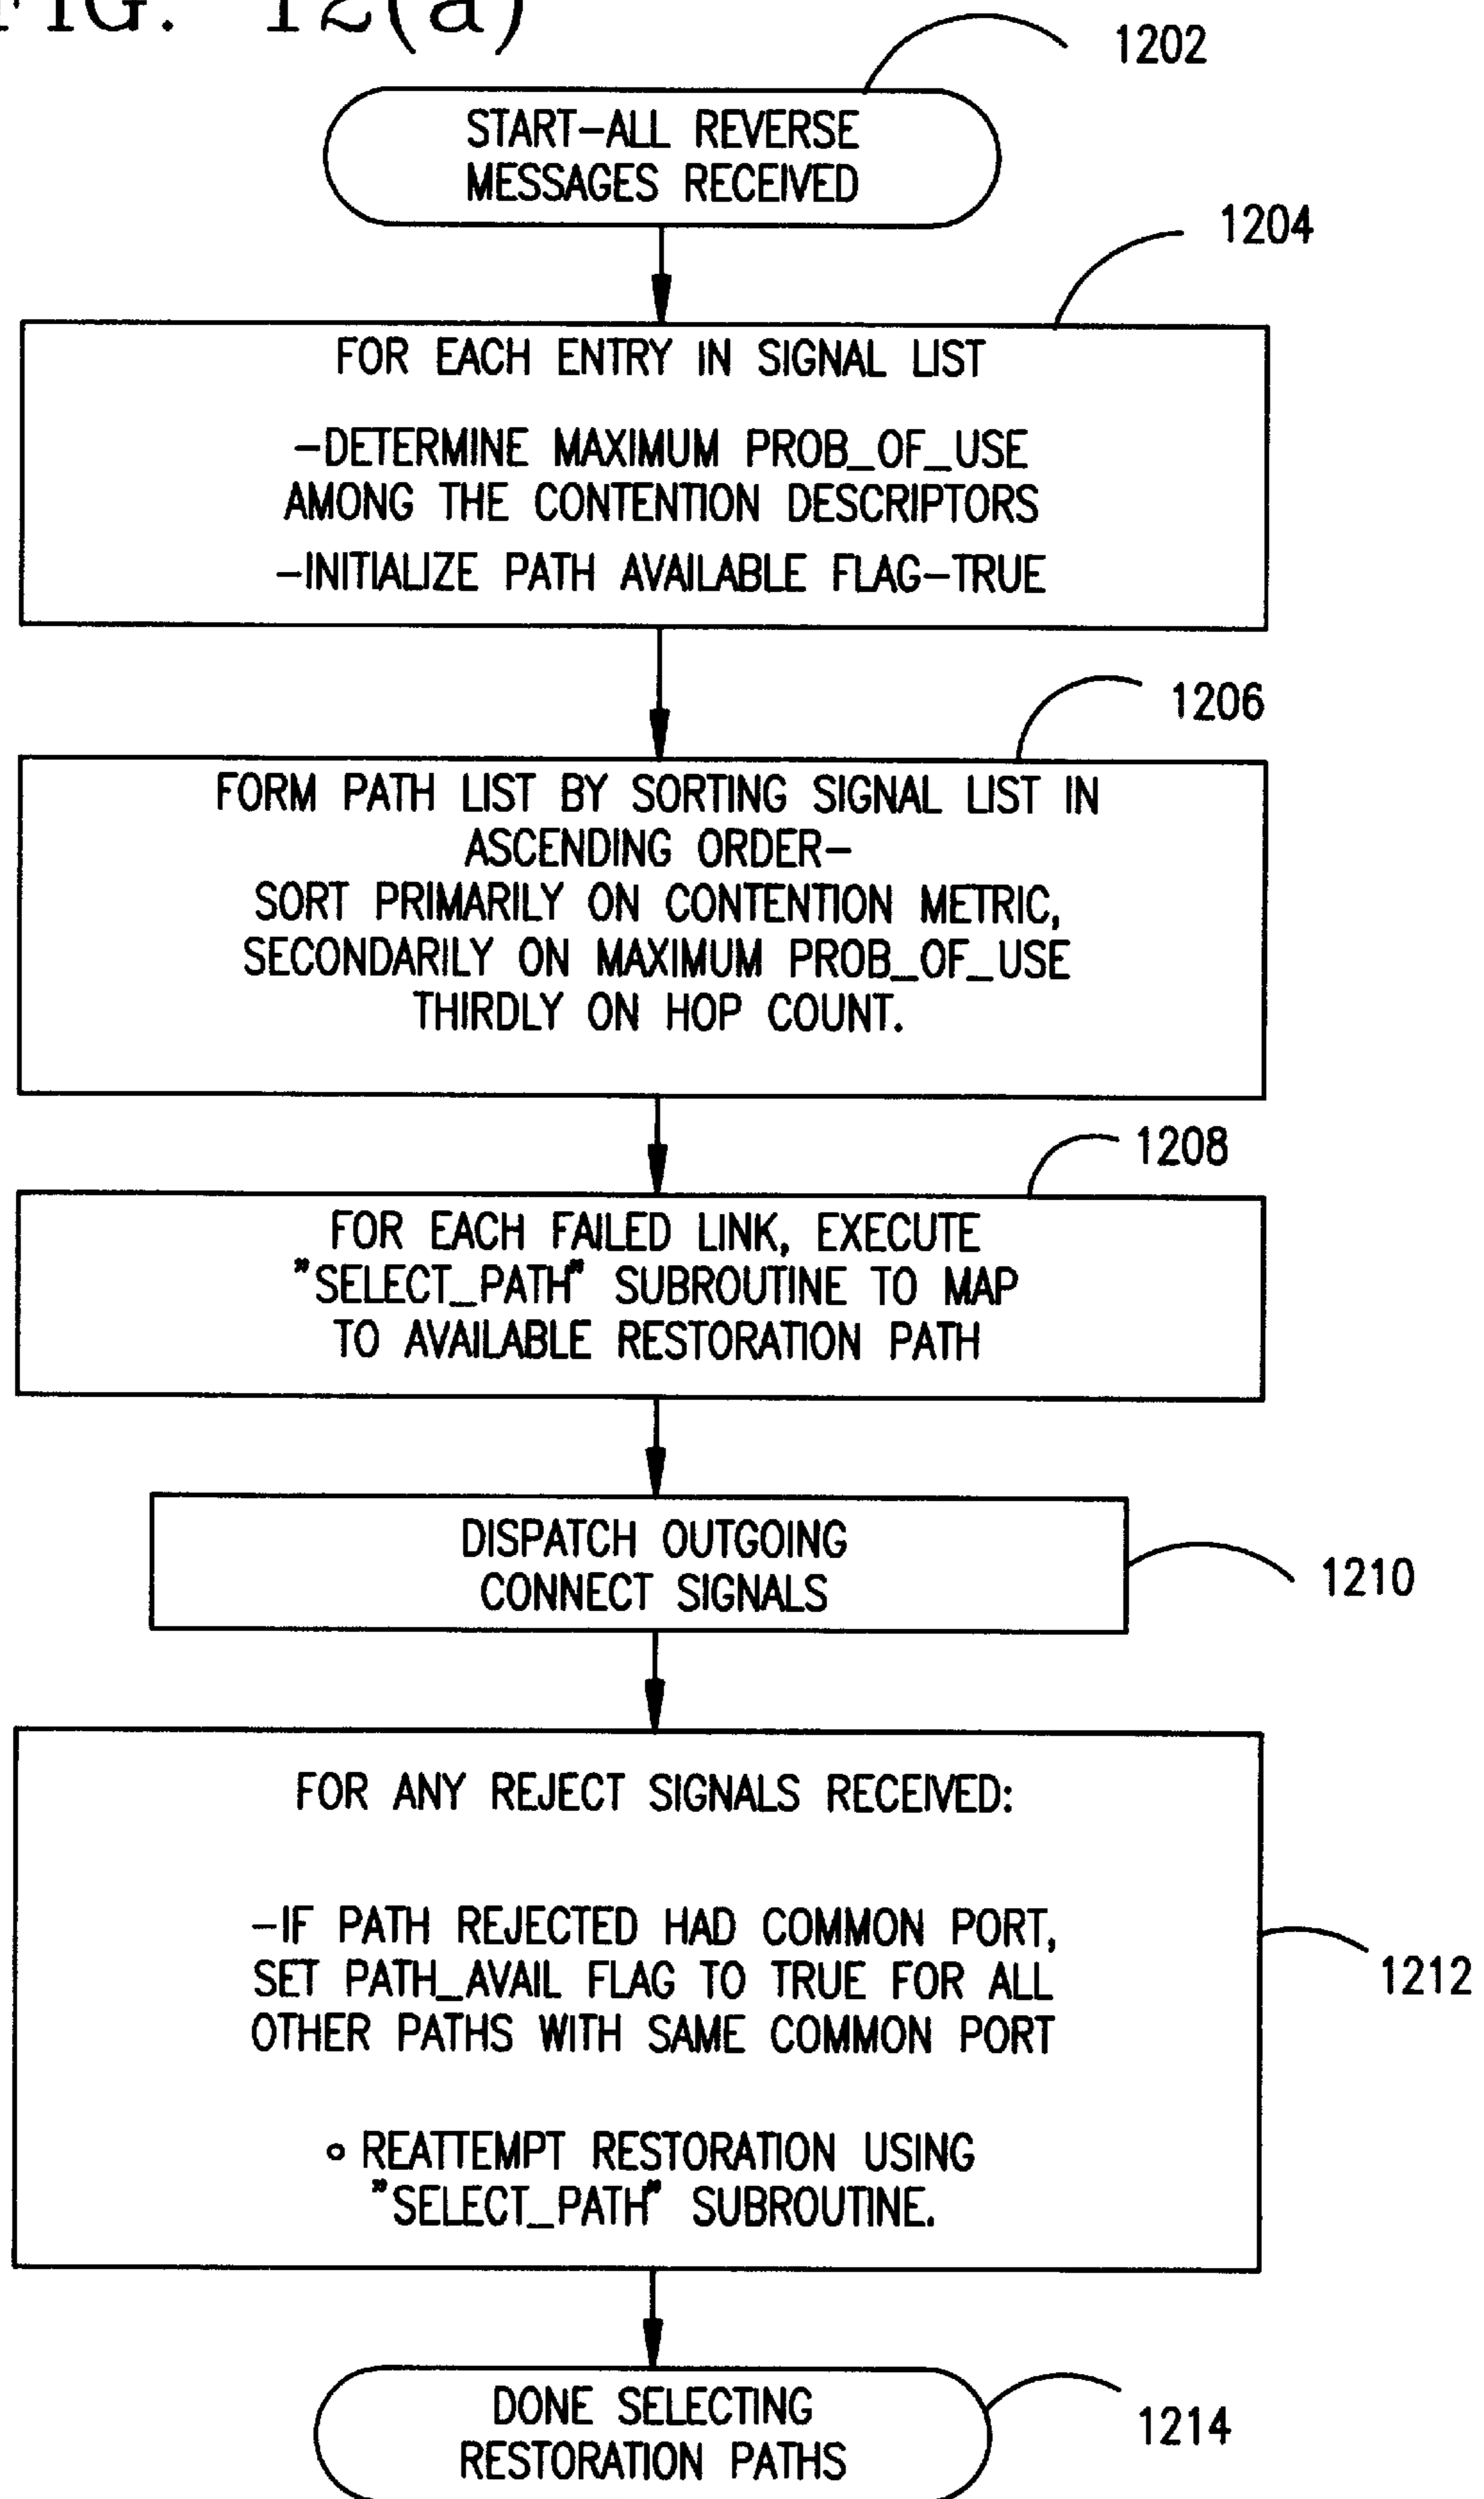 FIG. 12(a)
1202
START-ALL REVERSE
MESSAGES RECEIVED
1204
FOR EACH ENTRY IN SIGNAL LIST
-DETERMINE MAXIMUM PROB_OF_USE
AMONG THE CONTENTION DESCRIPTORS
-INITIALIZE PATH AVAILABLE FLAG-TRUE
1206
FORM PATH LIST BY SORTING SIGNAL LIST IN
ASCENDING ORDER-
SORT PRIMARILY ON CONTENTION METRIC,
SECONDARILY ON MAXIMUM PROB_OF_USE
THIRDLY ON HOP COUNT.
1208
FOR EACH FAILED LINK, EXECUTE
"SELECT_PATH" SUBROUTINE TO MAP
TO AVAILABLE RESTORATION PATH
DISPATCH OUTGOING
CONNECT SIGNALS
1210
FOR ANY REJECT SIGNALS RECEIVED:
-IF PATH REJECTED HAD COMMON PORT,
SET PATH_AVAIL FLAG TO TRUE FOR ALL
OTHER PATHS WITH SAME COMMON PORT
1212
o REATTEMPT RESTORATION USING
"SELECT_PATH" SUBROUTINE.
DONE SELECTING
RESTORATION PATHS
1214